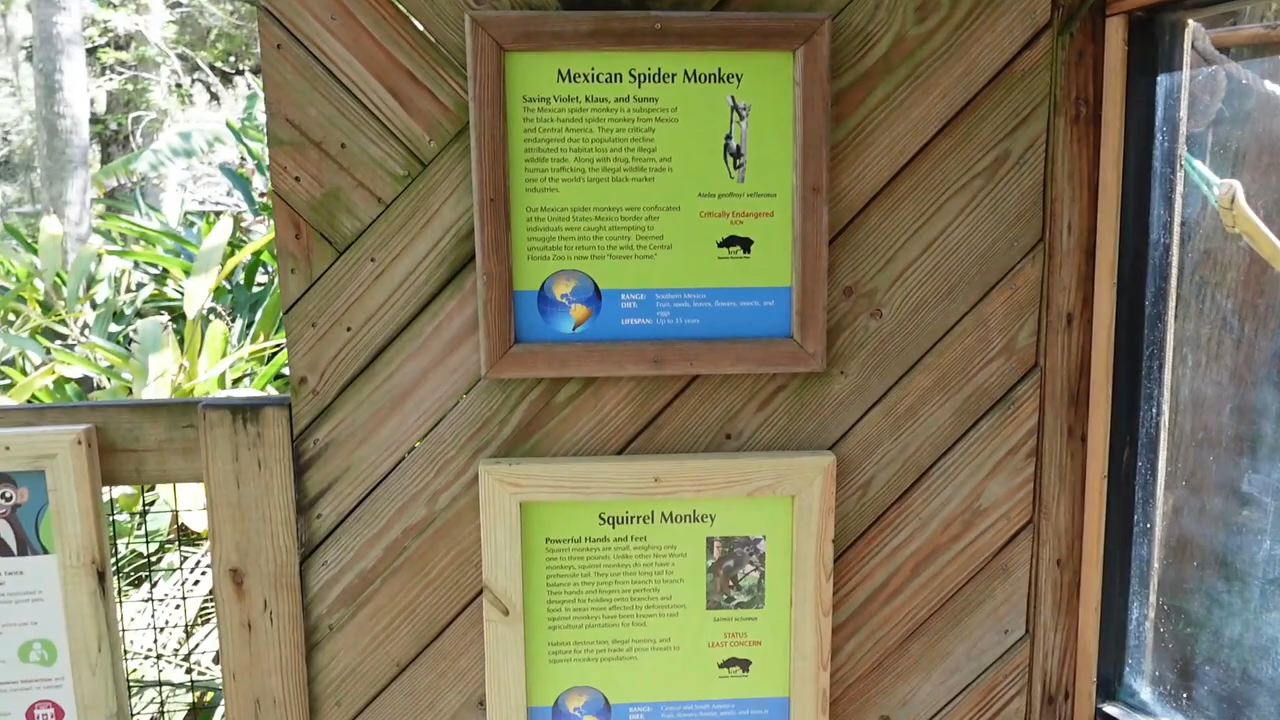 Mexican Spider Monkey
Saving Violet, Klaus, and Sunny
The Mexican spider monkey is a subspecies of
the black-handed spider monkey from Mexico
and Central America. They are critically
endangered due to population decline
attributed to habitat loss and the illegal
wildlife trade. Along with drug, firearm, and
human trafficking, the illegal wildlife trade is
one of the world's largest black-market
industries.
Our Mexican spider monkeys were confiscated
at the United States-Mexico border after
individuals were caught attempting to
smuggle them into the country. Deemed
unsuitable for return to the wild, the Central
Florida Zoo is now their "forever home."
Ateles geoffroyi vellerosus
Critically Endangered
IUCN
RANGE: Southern Mexico
DIET: Fruit, seeds, leaves, flowers, insects, and
eggs
LIFESPAN: Up to 35 years
Squirrel Monkey
Powerful Hands and Feet
Squirrel monkeys are small, weighing only
one to three pounds. Unlike other New World
monkeys, squirrel monkeys do not have a
prehensile tail. They use their long tail for
balance as they jump from branch to branch
Their hands and fingers are perfectly
designed for holding onto branches and
food. In areas more affected by deforestation,
squirrel monkeys have been known to raid
agricultural plantations for food.
Habitat destruction, illegal hunting, and
capture for the pet trade all pose threats to
squirrel monkey populations.
Saimiri sciureus
STATUS
LEAST CONCERN
RANGE: Central and South America
DIET:
twice